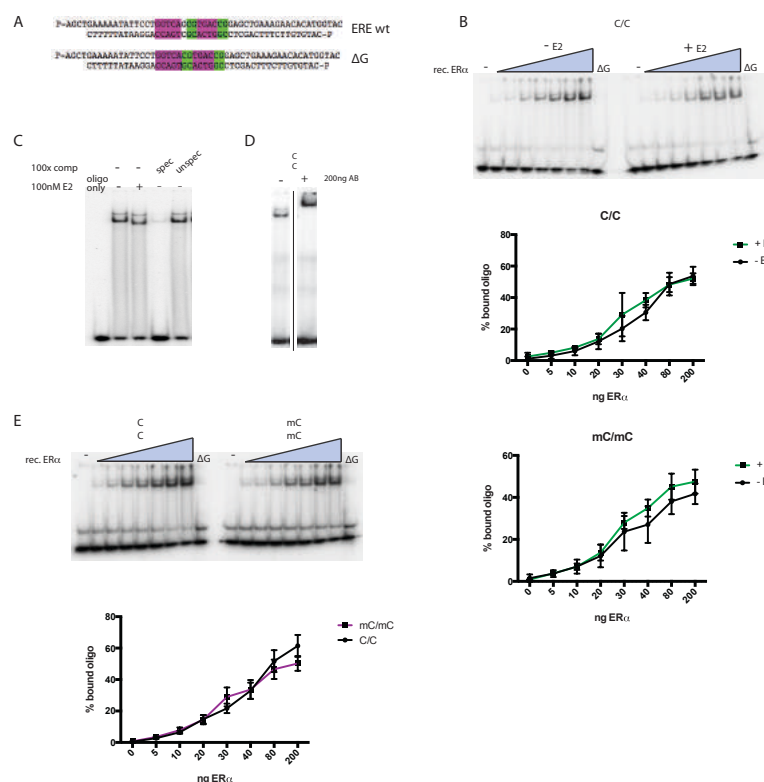 A
P-AGCTGAAAAATATTCCTGGTCAGCGTGACCGGAGCTGAAAGAACACATGGTAC
CTTTTTATAAGGACCAGTCGCACTGGCCTCGACTTTCTTGTGTAC-P
ERE wt
P-AGCTGAAAAATATTCCTGGTCACGTGACCGGAGCTGAAAGAACACATGGTAC
CTTTTTATAAGGACCAGTGCACTGGCCTCGACTTTCTTGTGTAC-P
ΔG
B
C/C
- E2
+ E2
rec. ERα
-
ΔG
-
ΔG
C
100x comp
- - spec unspec
oligo
only
100nM E2
- + - -
D
C
C
- +
200ng AB
C/C
80
60
40
20
0
% bound oligo
0 5 10 20 30 40 80 200
ng ERα
+ E
- E
mC/mC
60
40
20
0
% bound oligo
0 5 10 20 30 40 80 200
ng ERα
+ E
- E
E
C
C
mC
mC
rec. ERα
-
ΔG
-
ΔG
80
60
40
20
0
% bound oligo
0 5 10 20 30 40 80 200
ng ERα
mC/mC
C/C